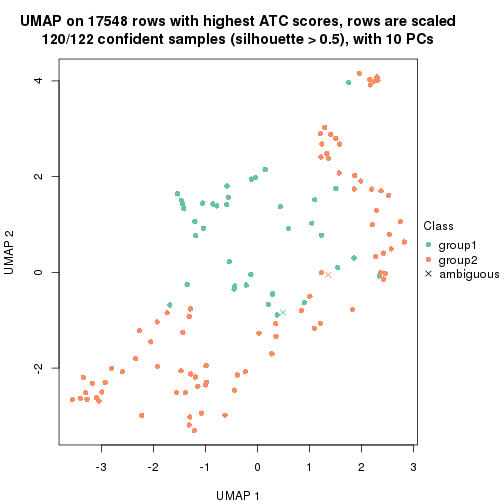 UMAP on 17548 rows with highest ATC scores, rows are scaled
120/122 confident samples (silhouette > 0.5), with 10 PCs
4
2
0
-2
UMAP 2
-3
-2
-1
0
1
2
3
UMAP 1
Class
group1
group2
ambiguous